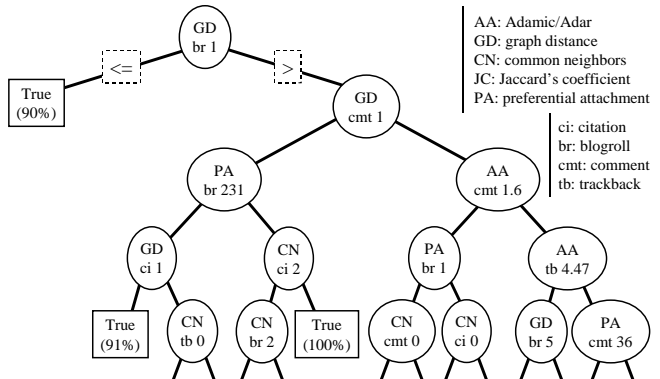 GD
br 1
<=
>
True
(90%)
GD
cmt 1
AA: Adamic/Adar
GD: graph distance
CN: common neighbors
JC: Jaccard's coefficient
PA: preferential attachment
ci: citation
br: blogroll
cmt: comment
tb: trackback
PA
br 231
AA
cmt 1.6
GD
ci 1
CN
ci 2
PA
br 1
AA
tb 4.47
True
(91%)
CN
tb 0
CN
br 2
True
(100%)
CN
cmt 0
CN
ci 0
GD
br 5
PA
cmt 36